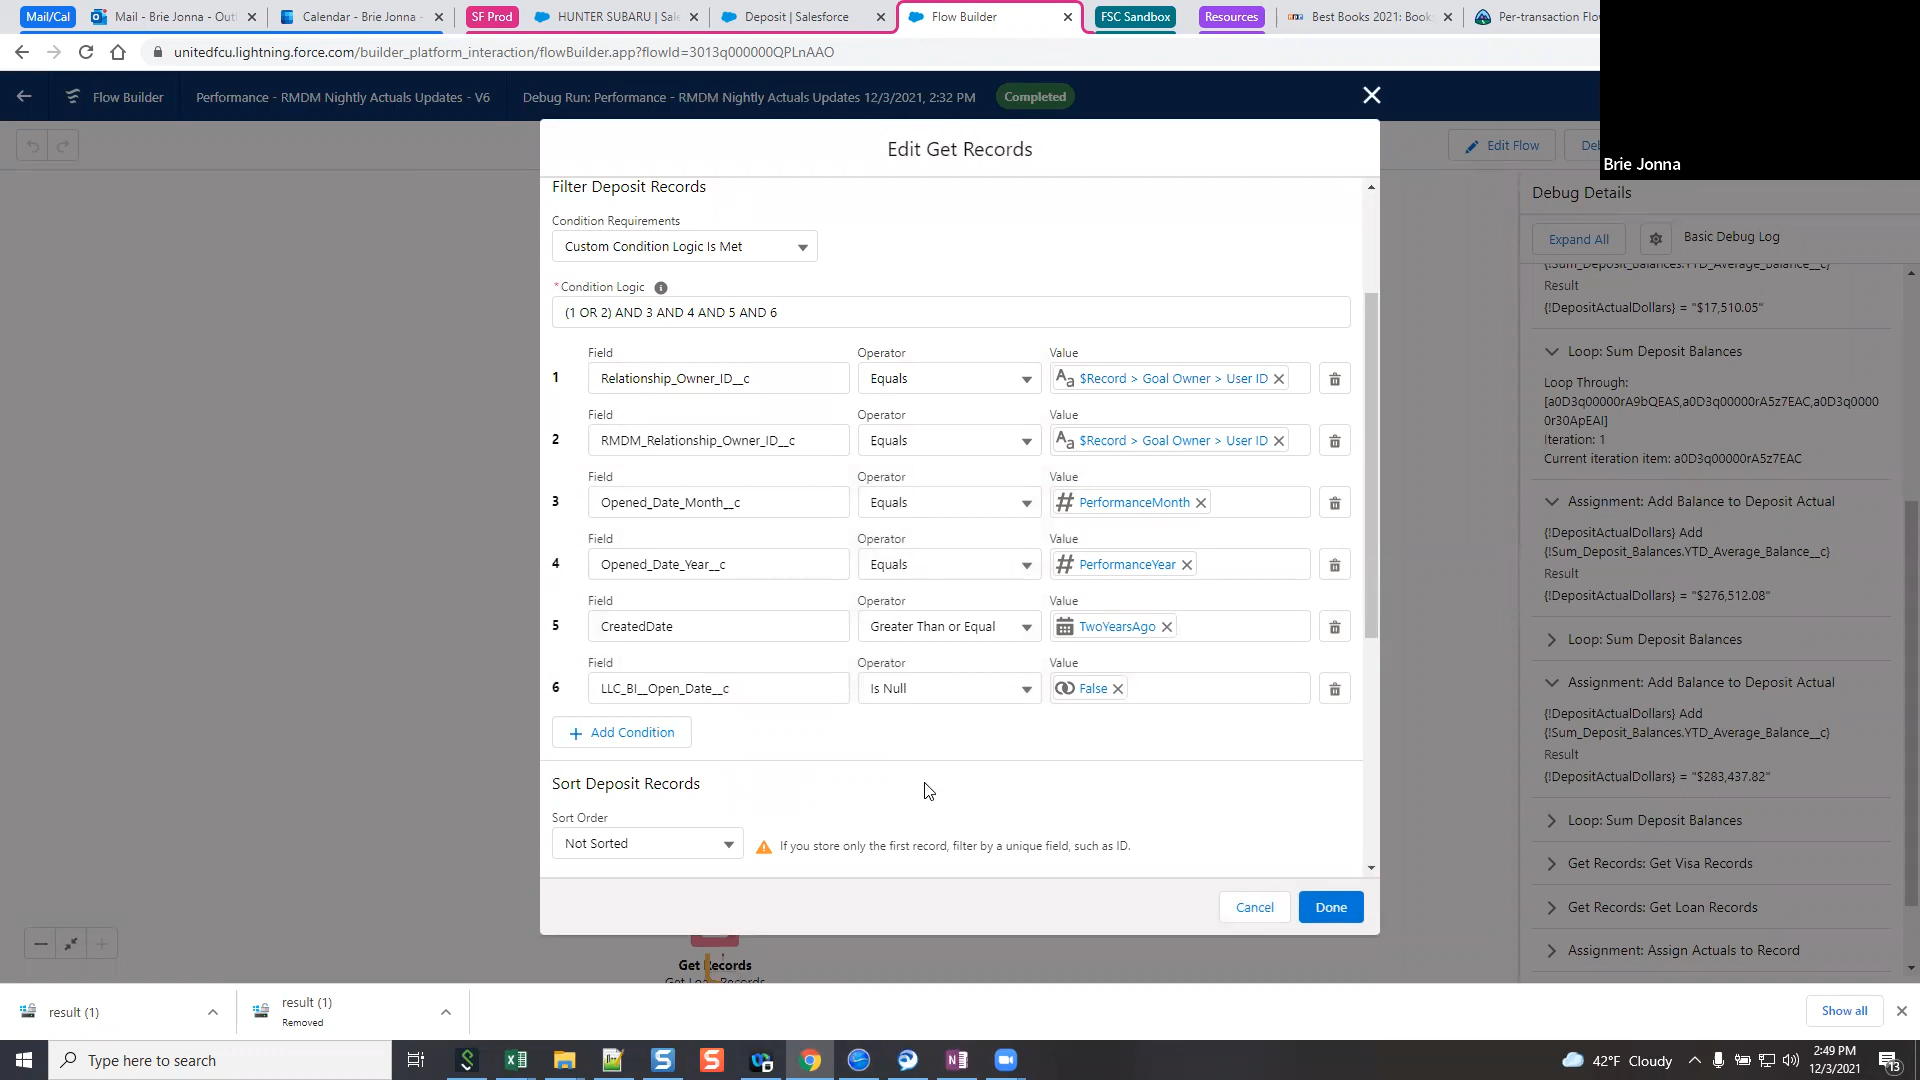 Mail/Cal
Mail - Brie Jonna - Outl
Calendar - Brie Jonna -
SF Prod
HUNTER SUBARU | Sale
Deposit | Salesforce
Flow Builder
FSC Sandbox
Resources
Best Books 2021: Books
Per-transaction Flo
unitedfcu.lightning.force.com/builder_platform_interaction/flowBuilder.app?flowId=3013q000000QPLnAAO
Flow Builder
Performance - RMDM Nightly Actuals Updates - V6
Debug Run: Performance - RMDM Nightly Actuals Updates 12/3/2021, 2:32 PM
Completed
Edit Flow
Brie Jonna
Edit Get Records
Filter Deposit Records
Condition Requirements
Custom Condition Logic Is Met
*Condition Logic
(1 OR 2) AND 3 AND 4 AND 5 AND 6
Field Operator Value
1 Relationship_Owner_ID__c Equals $Record > Goal Owner > User ID
Field Operator Value
2 RMDM_Relationship_Owner_ID__c Equals $Record > Goal Owner > User ID
Field Operator Value
3 Opened_Date_Month__c Equals PerformanceMonth
Field Operator Value
4 Opened_Date_Year__c Equals PerformanceYear
Field Operator Value
5 CreatedDate Greater Than or Equal TwoYearsAgo
Field Operator Value
6 LLC_BI__Open_Date__c Is Null False
Add Condition
Sort Deposit Records
Sort Order
Not Sorted
If you store only the first record, filter by a unique field, such as ID.
Cancel
Done
Get Records
Debug Details
Expand All
Basic Debug Log
{!Sum_Deposit_Balances.YTD_Average_Balance__c}
Result
{!DepositActualDollars} = "$17,510.05"
Loop: Sum Deposit Balances
Loop Through:
[a0D3q00000rA9bQEAS,a0D3q00000rA5z7EAC,a0D3q0000
0r30ApEAI]
Iteration: 1
Current iteration item: a0D3q00000rA5z7EAC
Assignment: Add Balance to Deposit Actual
{!DepositActualDollars} Add
{!Sum_Deposit_Balances.YTD_Average_Balance__c}
Result
{!DepositActualDollars} = "$276,512.08"
Loop: Sum Deposit Balances
Assignment: Add Balance to Deposit Actual
{!DepositActualDollars} Add
{!Sum_Deposit_Balances.YTD_Average_Balance__c}
Result
{!DepositActualDollars} = "$283,437.82"
Loop: Sum Deposit Balances
Get Records: Get Visa Records
Get Records: Get Loan Records
Assignment: Assign Actuals to Record
result (1)
result (1)
Removed
Show all
Type here to search
42°F Cloudy
2:49 PM
12/3/2021
13